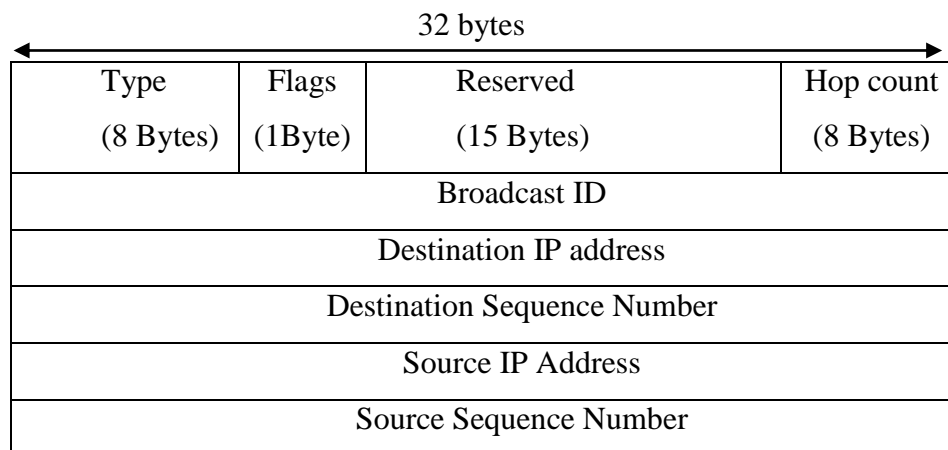 32 bytes
Type Flags Reserved Hop count
(8 Bytes) (1Byte) (15 Bytes) (8 Bytes)
Broadcast ID
Destination IP address
Destination Sequence Number
Source IP Address
Source Sequence Number